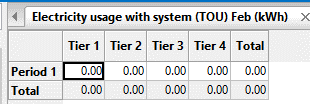 Electricity usage with system (TOU) Feb (kWh)
Tier 1 Tier 2 Tier 3 Tier 4 Total
Period 1 0.00 0.00 0.00 0.00 0.00
Total 0.00 0.00 0.00 0.00 0.00